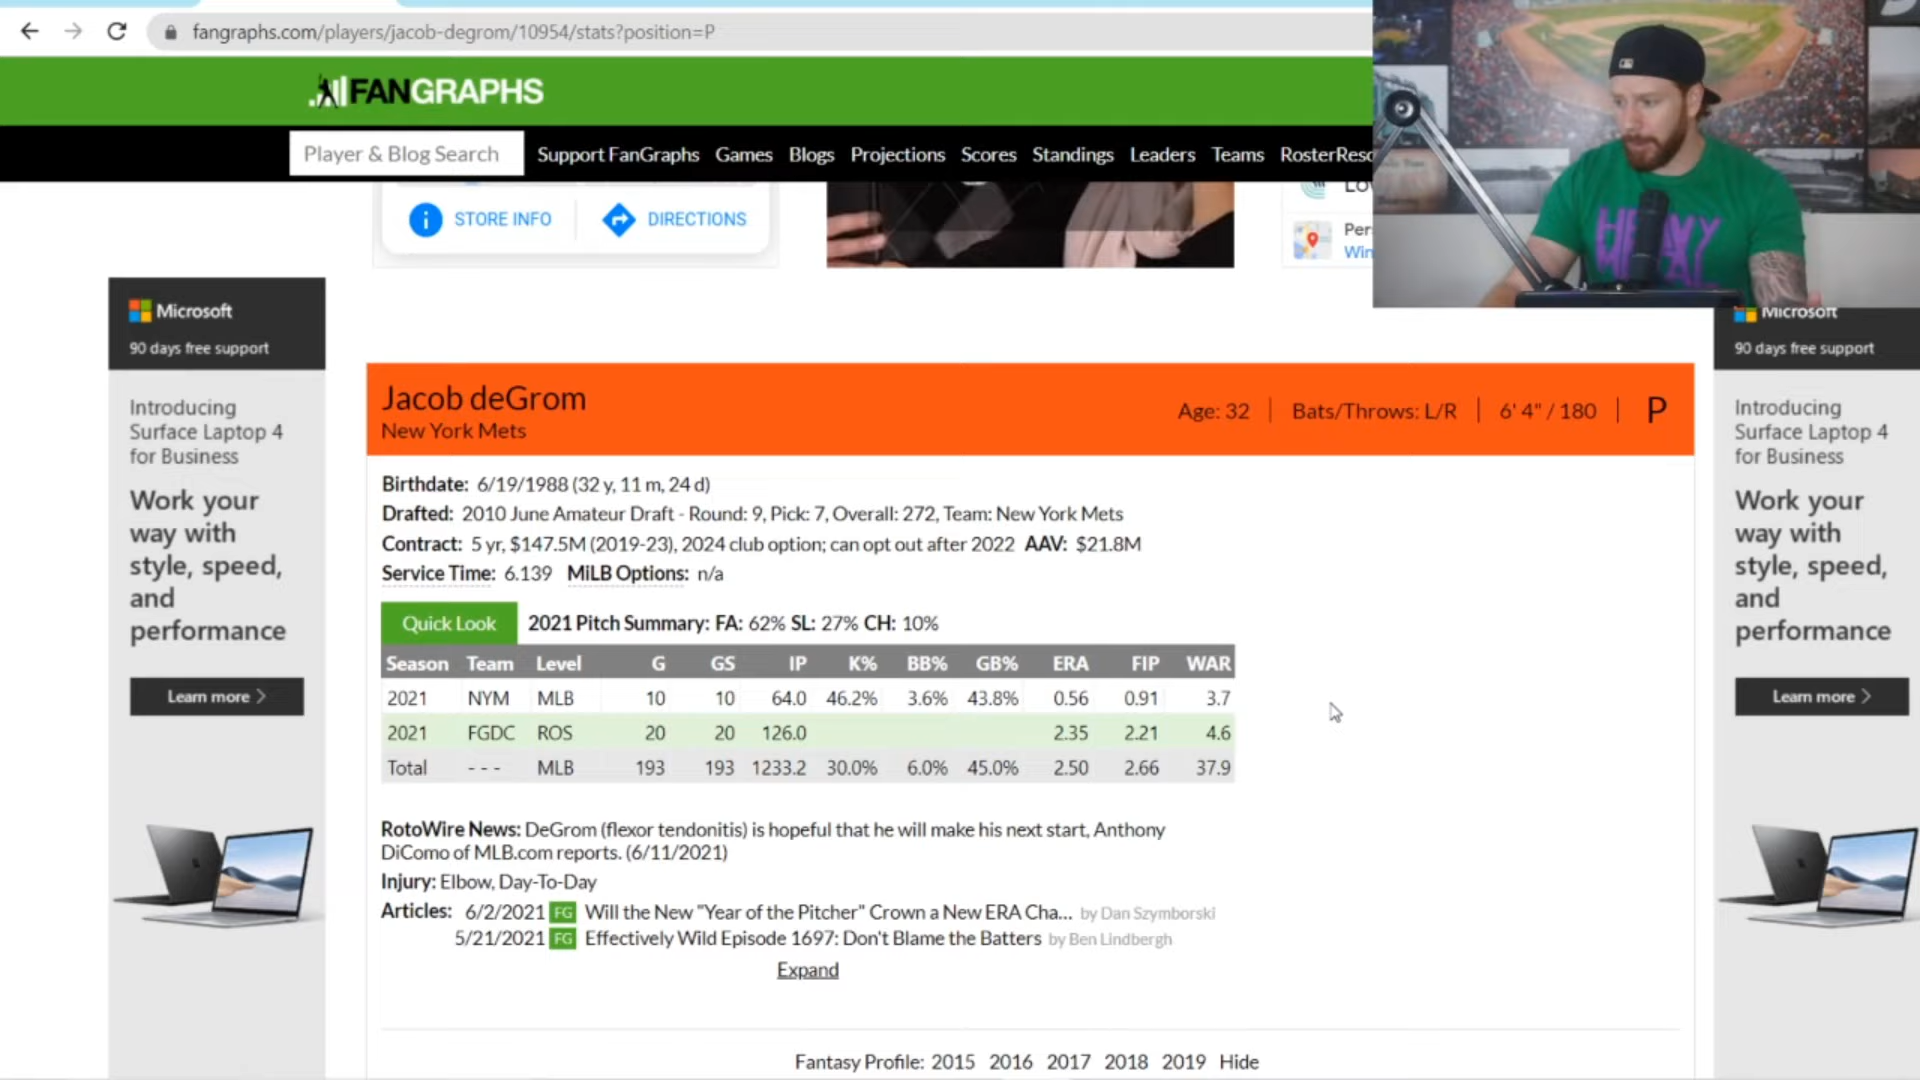 fangraphs.com/players/jacob-degrom/10954/stats?position=P
FANGRAPHS
Player & Blog Search Support FanGraphs Games Blogs Projections Scores Standings Leaders Teams RosterReso
STORE INFO DIRECTIONS
Lo
Per
Win
HEAVY
Microsoft
90 days free support
Introducing
Surface Laptop 4
for Business
Work your
way with
style, speed,
and
performance
Learn more >
Jacob deGrom
New York Mets
Age: 32 | Bats/Throws: L/R | 6' 4" / 180 | P
Birthdate: 6/19/1988 (32 y, 11 m, 24 d)
Drafted: 2010 June Amateur Draft - Round: 9, Pick: 7, Overall: 272, Team: New York Mets
Contract: 5 yr, $147.5M (2019-23), 2024 club option; can opt out after 2022 AAV: $21.8M
Service Time: 6.139 MiLB Options: n/a
Quick Look 2021 Pitch Summary: FA: 62% SL: 27% CH: 10%
Season Team Level G GS IP K% BB% GB% ERA FIP WAR
2021 NYM MLB 10 10 64.0 46.2% 3.6% 43.8% 0.56 0.91 3.7
2021 FGDC ROS 20 20 126.0 2.35 2.21 4.6
Total - - - MLB 193 193 1233.2 30.0% 6.0% 45.0% 2.50 2.66 37.9
RotoWire News: DeGrom (flexor tendonitis) is hopeful that he will make his next start, Anthony
DiComo of MLB.com reports. (6/11/2021)
Injury: Elbow, Day-To-Day
Articles: 6/2/2021 FG Will the New "Year of the Pitcher" Crown a New ERA Cha... by Dan Szymborski
5/21/2021 FG Effectively Wild Episode 1697: Don't Blame the Batters by Ben Lindbergh
Expand
Fantasy Profile: 2015 2016 2017 2018 2019 Hide
Microsoft
90 days free support
Introducing
Surface Laptop 4
for Business
Work your
way with
style, speed,
and
performance
Learn more >